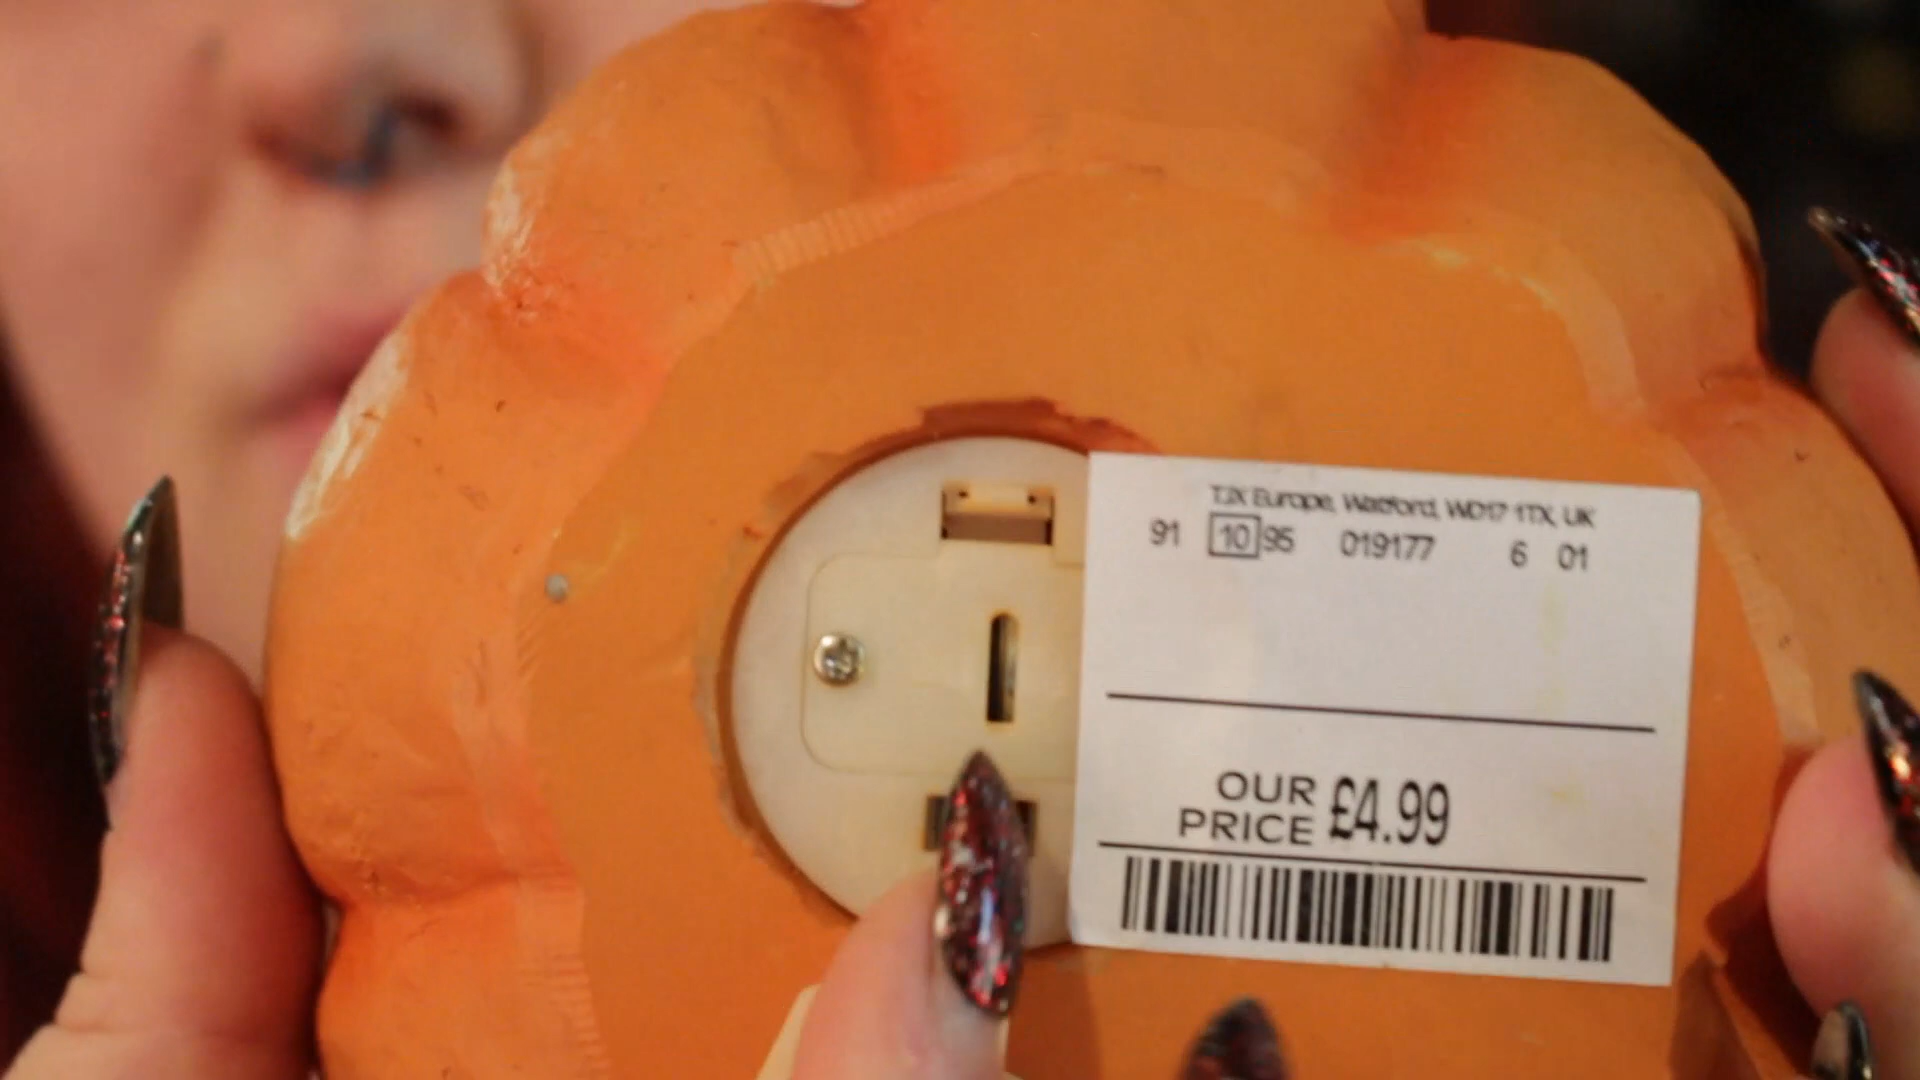 TJX Europe, Watford, WD17 1TX, UK
91 10 95 019177 6 01
OUR PRICE £4.99